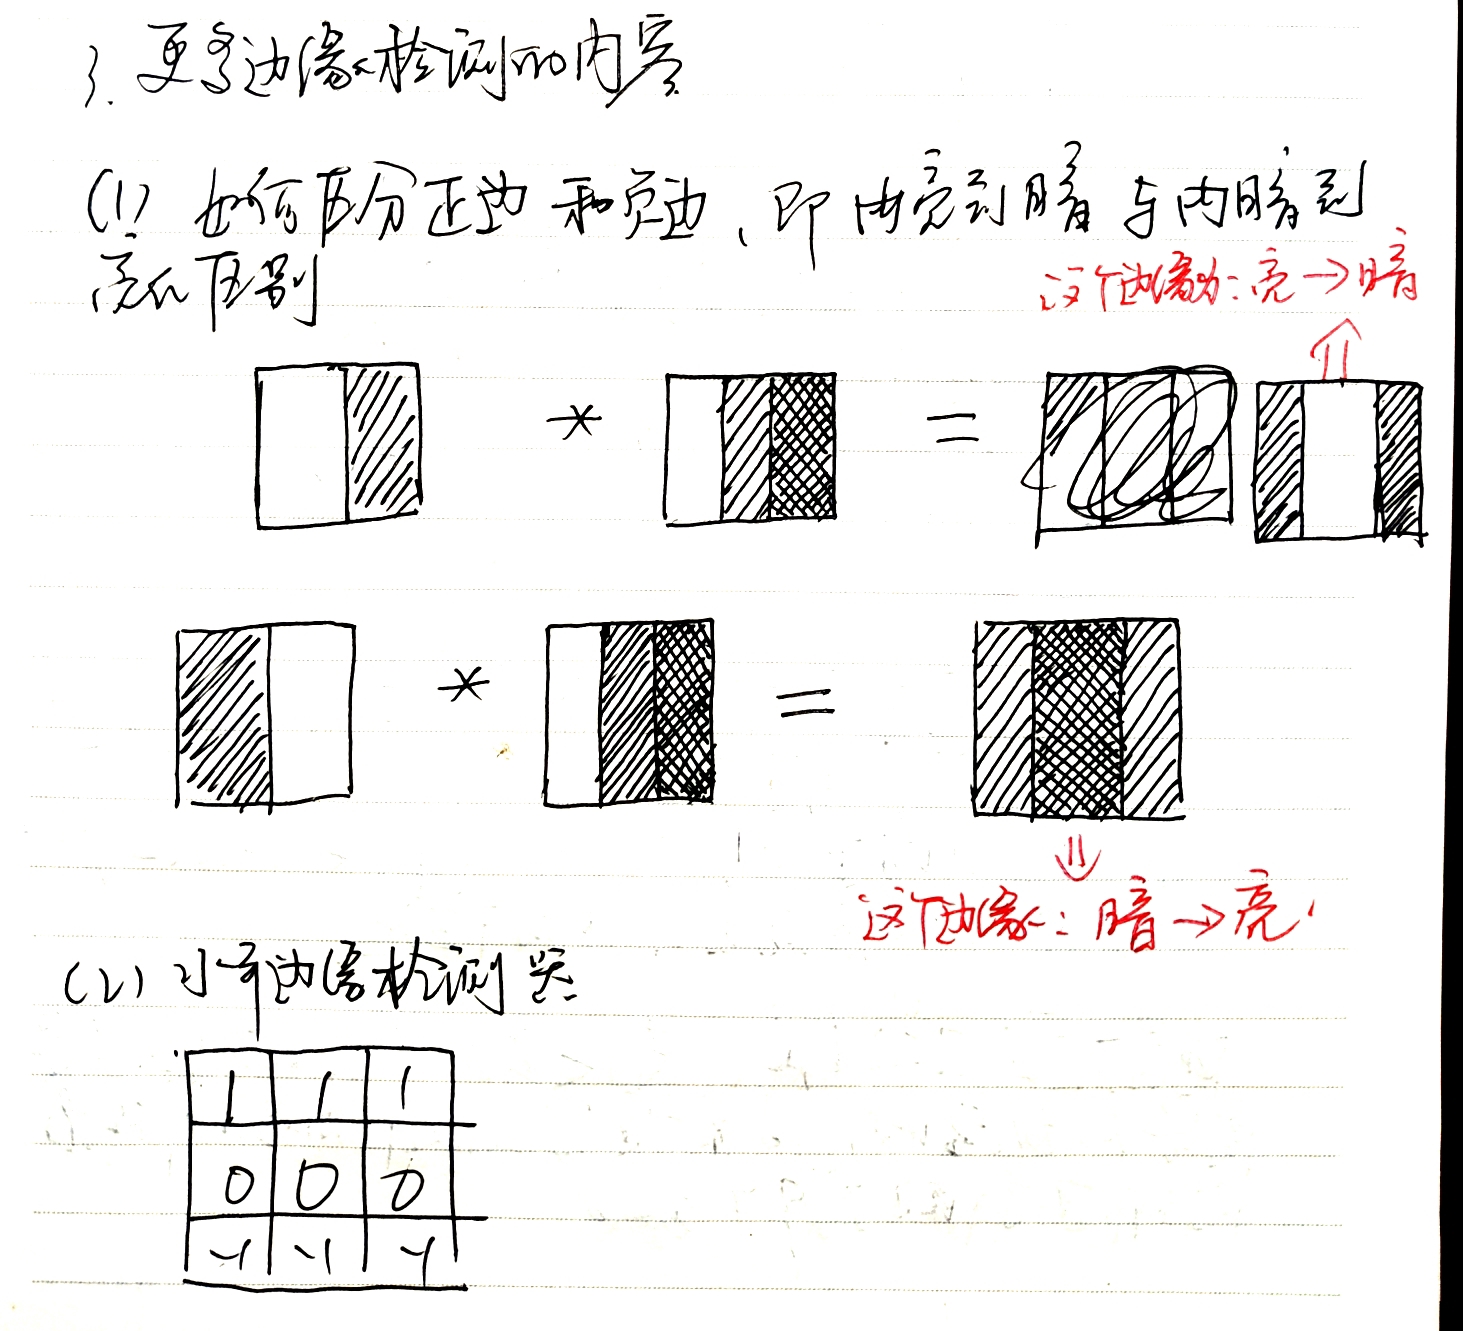 3. 更多边缘检测的内容
(1) 如何区分正边和负边、即由亮到暗与由暗到
亮的区别
这个边缘为:亮→暗
* =
* =
这个边缘:暗→亮
(2) 水平边缘检测器
1 1 1
0 0 0
-1 -1 -1